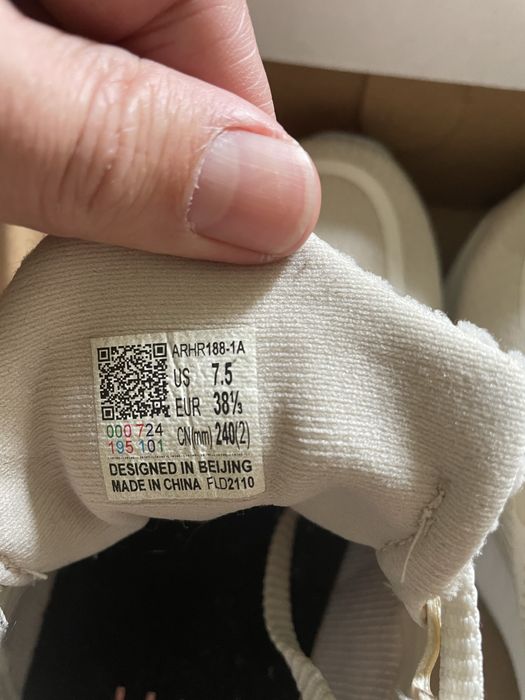 ARHR188-1A
US 7.5
EUR 38⅓
CN(mm) 240(2)
000 724
195 101
DESIGNED IN BEIJING
MADE IN CHINA FLD2110